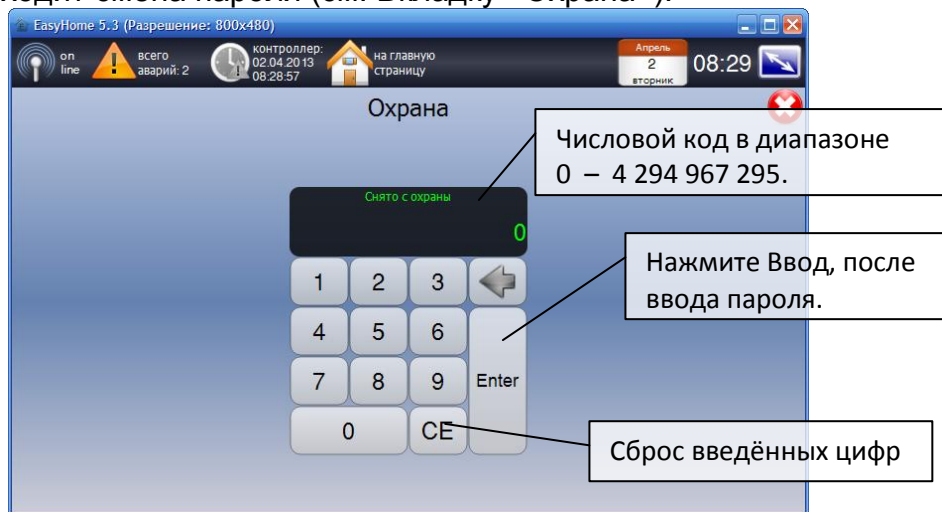 EasyHome 5.3 (Разрешение: 800x480)
on line
всего аварий: 2
контроллер: 02.04.2013 08:28:57
на главную страницу
Апрель
2
вторник
08:29
Охрана
Числовой код в диапазоне
0 – 4 294 967 295.
Снято с охраны
0
Нажмите Ввод, после
ввода пароля.
1 2 3
4 5 6
7 8 9 Enter
0 CE
Сброс введённых цифр